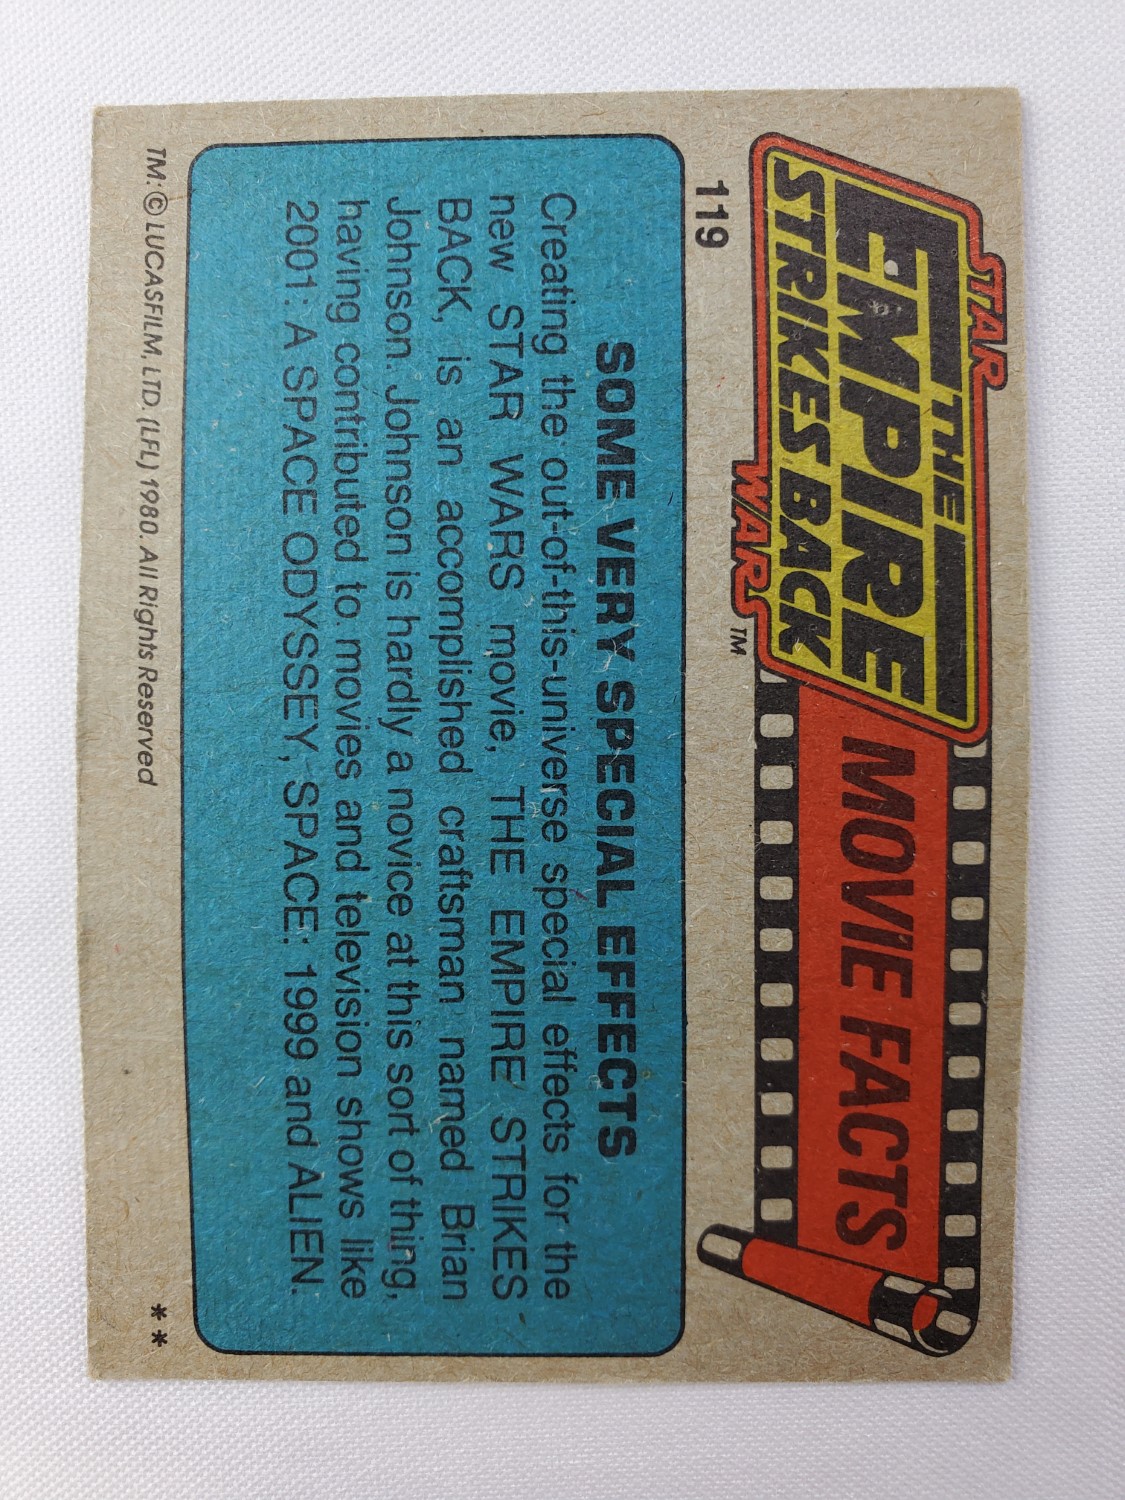 STAR
THE
EMPIRE
STRIKES BACK
WARS™
MOVIE FACTS
119
SOME VERY SPECIAL EFFECTS
Creating the out-of-this-universe special effects for the
new STAR WARS movie, THE EMPIRE STRIKES
BACK, is an accomplished craftsman named Brian
Johnson. Johnson is hardly a novice at this sort of thing,
having contributed to movies and television shows like
2001: A SPACE ODYSSEY, SPACE: 1999 and ALIEN.
TM: © LUCASFILM, LTD. (LFL) 1980. All Rights Reserved
**